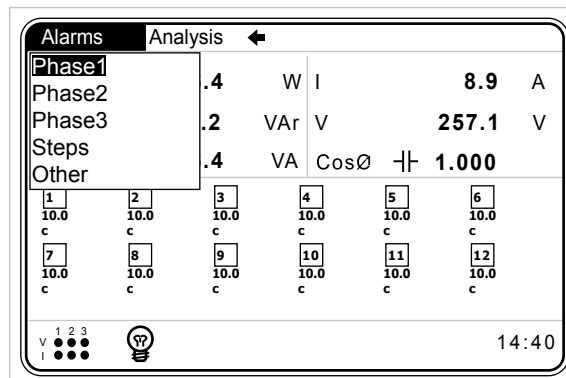 Alarms Analysis
Phase1
Phase2
Phase3
Steps
Other
.4 W I 8.9 A
.2 VAr V 257.1 V
.4 VA CosØ 1.000
1 2 3 4 5 6
10.0 10.0 10.0 10.0 10.0 10.0
c c c c c c
7 8 9 10 11 12
10.0 10.0 10.0 10.0 10.0 10.0
c c c c c c
1 2 3
V
I
14:40